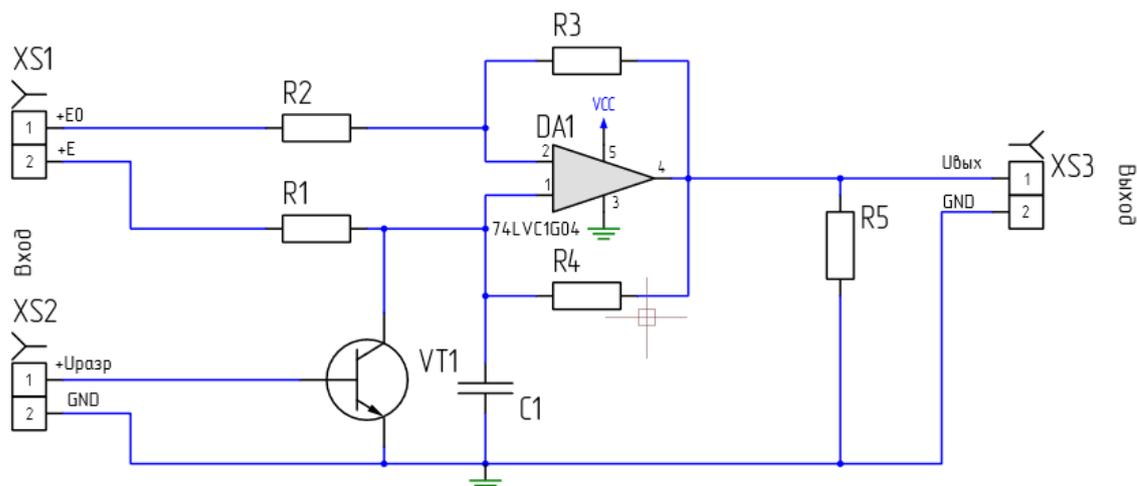 XS1
1
+E0
2
+E
R2
R3
VCC
DA1
2
5
4
1
3
74LVC1G04
R1
R4
Uвых
1
XS3
GND
2
R5
Выход
Вход
XS2
1
+Uразр
2
GND
VT1
C1